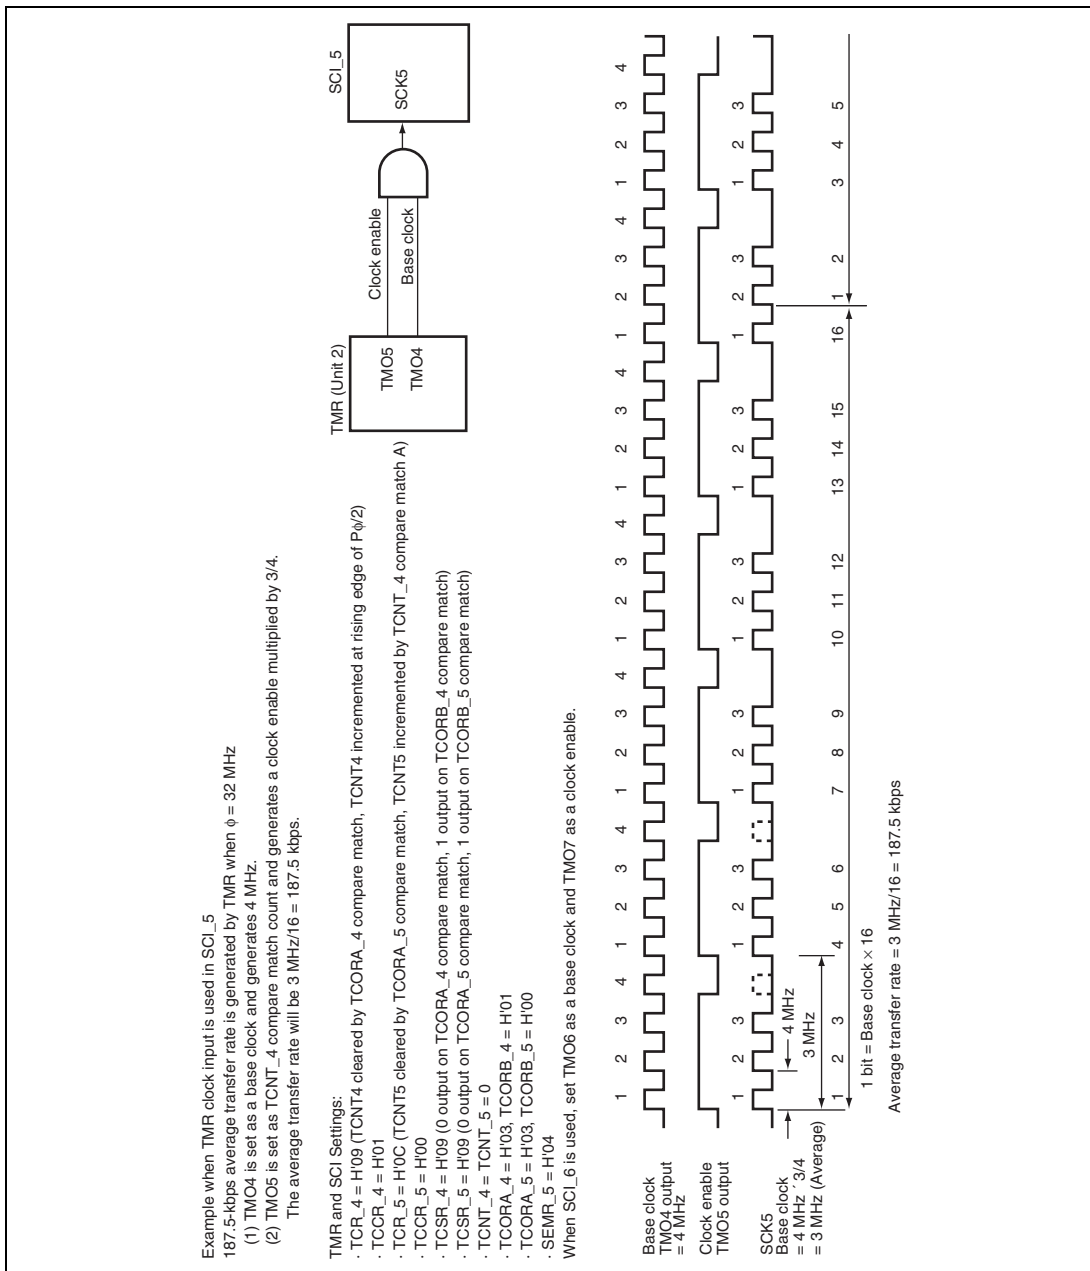 Example when TMR clock input is used in SCI_5
187.5-kbps average transfer rate is generated by TMR when ϕ = 32 MHz
(1) TMO4 is set as a base clock and generates 4 MHz.
(2) TMO5 is set as TCNT_4 compare match count and generates a clock enable multiplied by 3/4.
The average transfer rate will be 3 MHz/16 = 187.5 kbps.
TMR and SCI Settings:
· TCR_4 = H'09 (TCNT4 cleared by TCORA_4 compare match, TCNT4 incremented at rising edge of Pϕ/2)
· TCCR_4 = H'01
· TCR_5 = H'0C (TCNT5 cleared by TCORA_5 compare match, TCNT5 incremented by TCNT_4 compare match A)
· TCCR_5 = H'00
· TCSR_4 = H'09 (0 output on TCORA_4 compare match, 1 output on TCORB_4 compare match)
· TCSR_5 = H'09 (0 output on TCORA_5 compare match, 1 output on TCORB_5 compare match)
· TCNT_4 = TCNT_5 = 0
· TCORA_4 = H'03, TCORB_4 = H'01
· TCORA_5 = H'03, TCORB_5 = H'00
· SEMR_5 = H'04
When SCI_6 is used, set TMO6 as a base clock and TMO7 as a clock enable.
TMR (Unit 2)
TMO5
TMO4
Clock enable
Base clock
SCI_5
SCK5
Base clock
TMO4 output
= 4 MHz
1 2 3 4 1 2 3 4 1 2 3 4 1 2 3 4 1 2 3 4 1 2 3 4 1 2 3 4
Clock enable
TMO5 output
SCK5
Base clock
= 4 MHz ´ 3/4
= 3 MHz (Average)
1 2 3 1 2 3 1 2 3 1 2 3 1 2 3 1 2 3 1 2 3
4 MHz
3 MHz
1 2 3 4 5 6 7 8 9 10 11 12 13 14 15 16 1 2 3 4 5
1 bit = Base clock × 16
Average transfer rate = 3 MHz/16 = 187.5 kbps